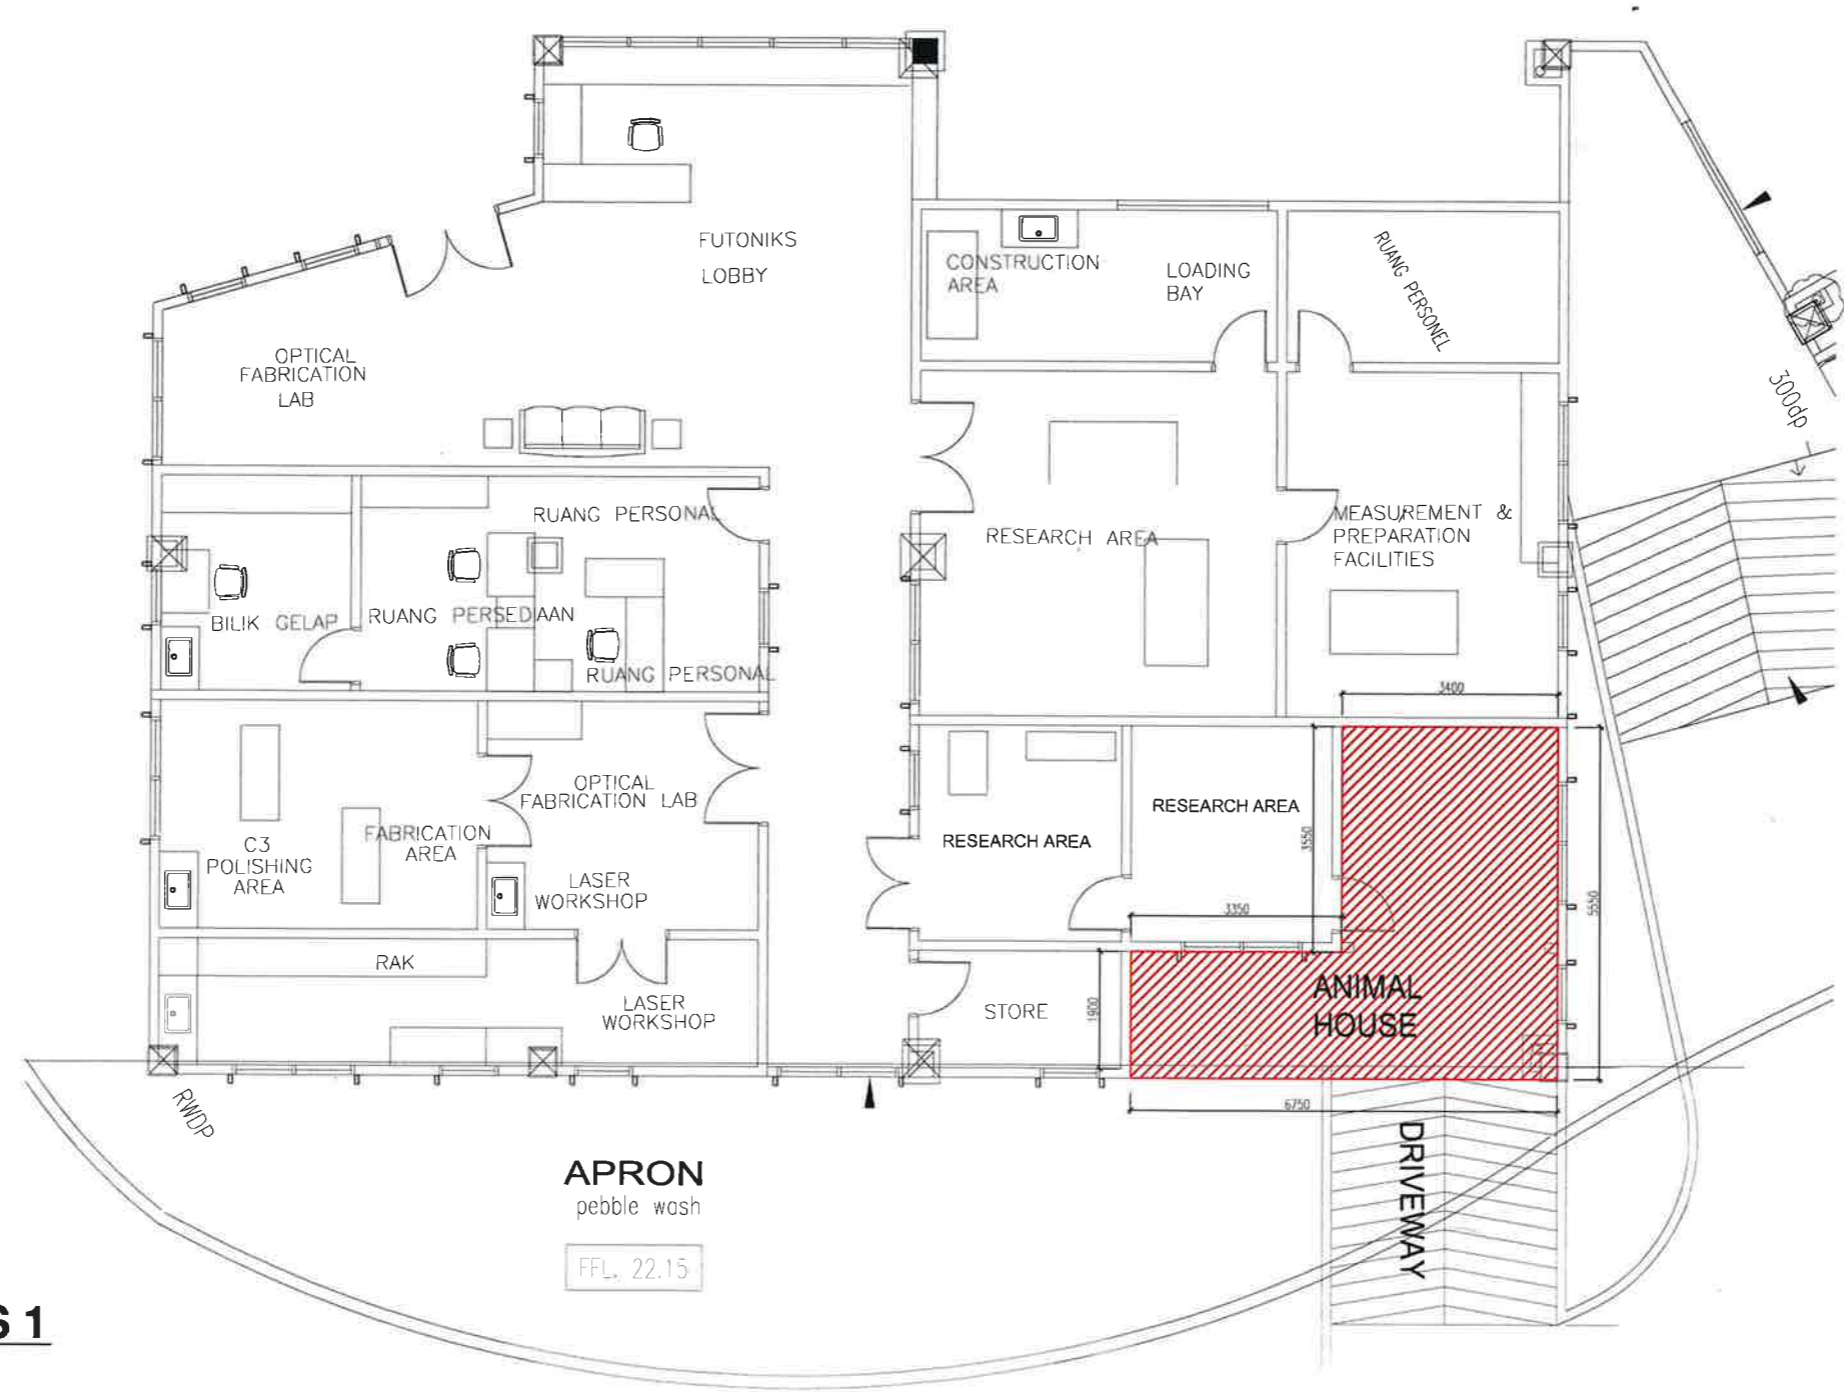 FUTONIKS
LOBBY
CONSTRUCTION
AREA
LOADING
BAY
RUANG PERSONEL
OPTICAL
FABRICATION
LAB
300dp
RUANG PERSONAL
RESEARCH AREA
MEASUREMENT &
PREPARATION
FACILITIES
BILIK GELAP
RUANG PERSEDIAAN
RUANG PERSONAL
3400
OPTICAL
FABRICATION LAB
RESEARCH AREA
RESEARCH AREA
3550
C3
POLISHING
AREA
FABRICATION
AREA
LASER
WORKSHOP
3350
5550
RAK
LASER
WORKSHOP
STORE
1900
ANIMAL
HOUSE
6750
RWDP
DRIVEWAY
APRON
pebble wash
FFL. 22.15
S 1